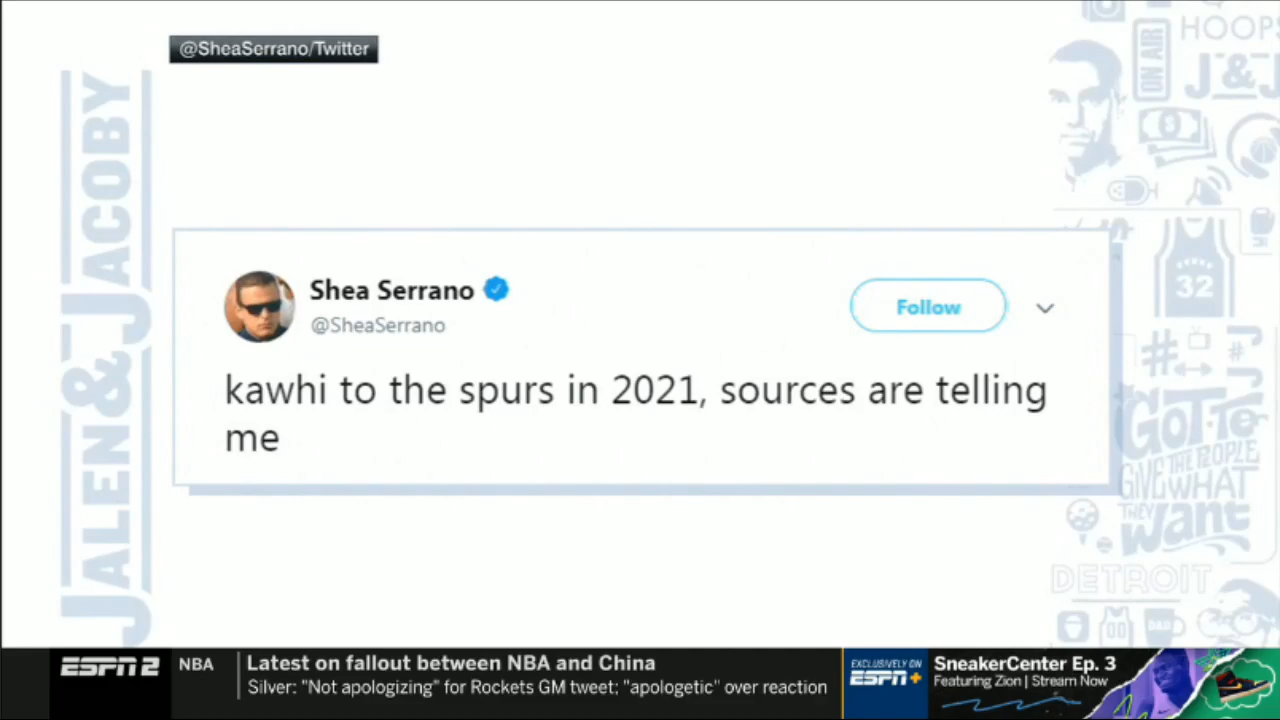 @SheaSerrano/Twitter
JALEN & JACOBY
HOOPS
ON AIR
J&J
32
Shea Serrano
@SheaSerrano
Follow
kawhi to the spurs in 2021, sources are telling
me
#
#JJ
GOT TO
GIVE THE PEOPLE
WHAT
THEY
want
DETROIT
00
DAD
ESPN 2
NBA
Latest on fallout between NBA and China
Silver: "Not apologizing" for Rockets GM tweet; "apologetic" over reaction
EXCLUSIVELY ON
ESPN+
SneakerCenter Ep. 3
Featuring Zion | Stream Now